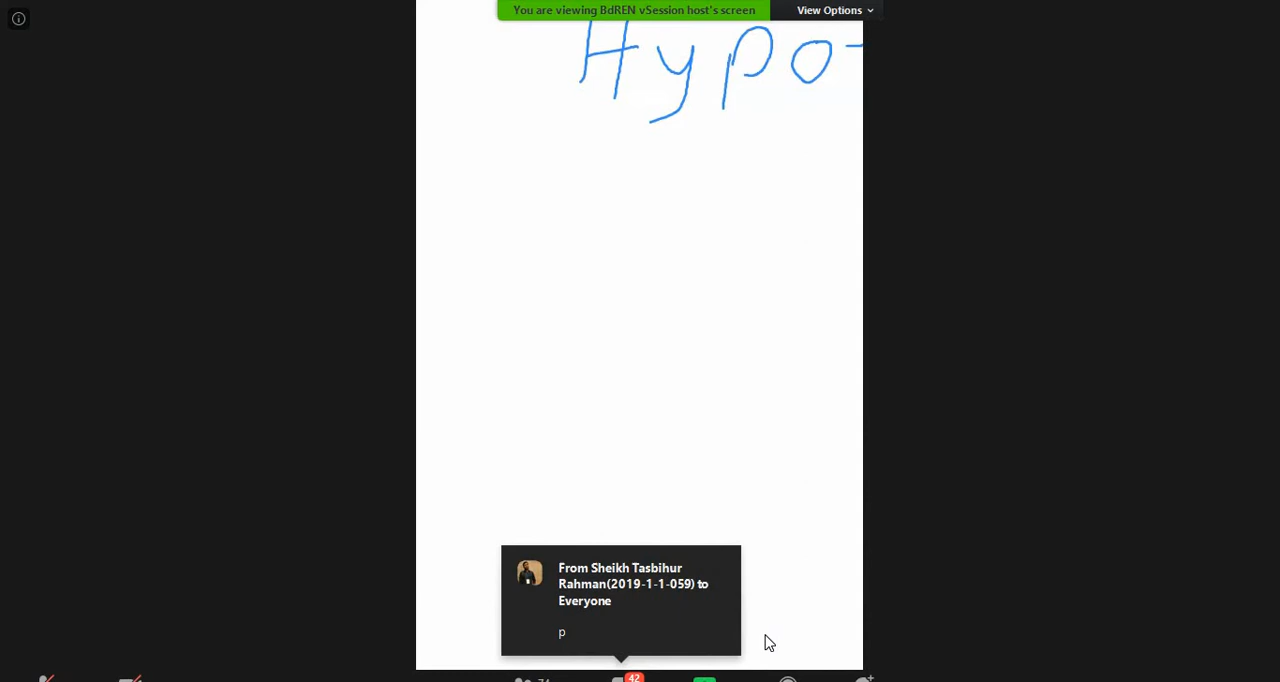 You are viewing BdREN vSession host's screen
View Options
Hypo-
From Sheikh Tasbihur
Rahman(2019-1-1-059) to
Everyone
p
42